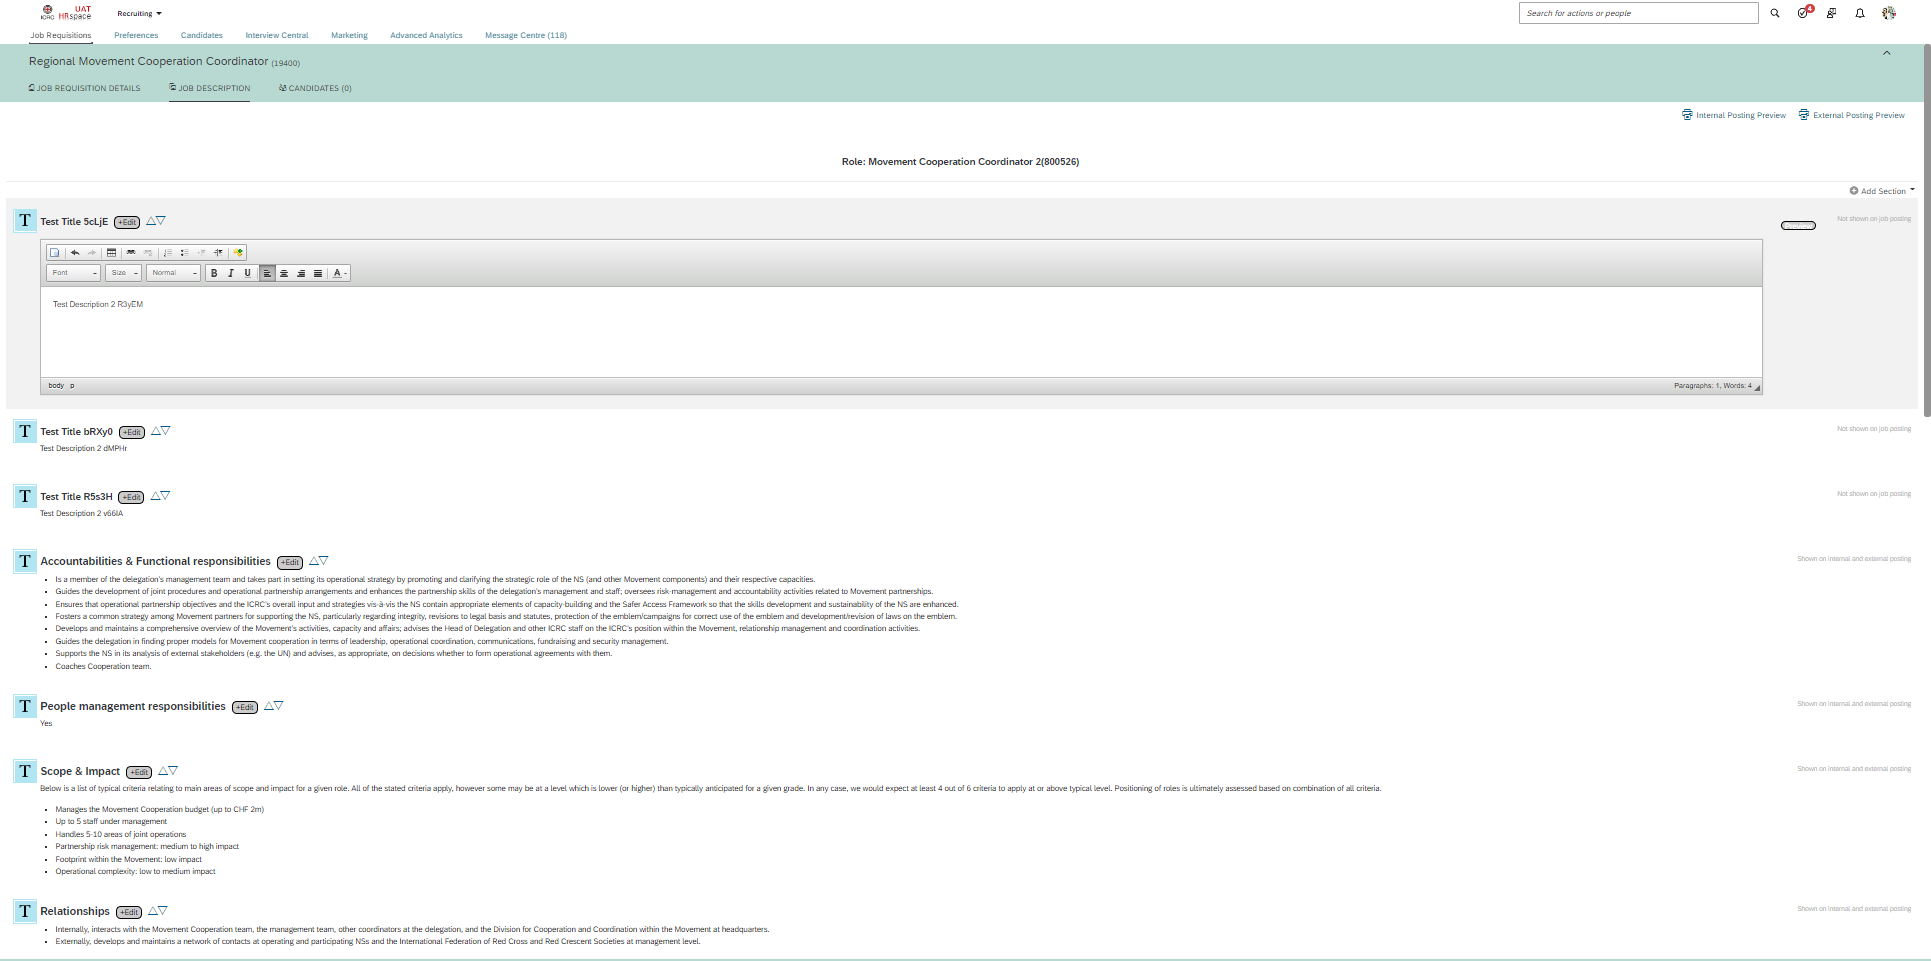 ICRC UAT HRspace Recruiting Search for actions or people 4
Job Requisitions Preferences Candidates Interview Central Marketing Advanced Analytics Message Centre (118)
Regional Movement Cooperation Coordinator (19400)
JOB REQUISITION DETAILS JOB DESCRIPTION CANDIDATES (0)
Internal Posting Preview External Posting Preview
Role: Movement Cooperation Coordinator 2(800526)
Add Section
T Test Title 5cLjE +Edit Not shown on job posting
Font Size Normal B I U A
Test Description 2 R3yEM
body p Paragraphs: 1, Words: 4
T Test Title bRXy0 +Edit Not shown on job posting
Test Description 2 dMPHr
T Test Title R5s3H +Edit Not shown on job posting
Test Description 2 v66IA
T Accountabilities & Functional responsibilities +Edit Shown on internal and external posting
• Is a member of the delegation's management team and takes part in setting its operational strategy by promoting and clarifying the strategic role of the NS (and other Movement components) and their respective capacities.
• Guides the development of joint procedures and operational partnership arrangements and enhances the partnership skills of the delegation's management and staff; oversees risk-management and accountability activities related to Movement partnerships.
• Ensures that operational partnership objectives and the ICRC's overall input and strategies vis-à-vis the NS contain appropriate elements of capacity-building and the Safer Access Framework so that the skills development and sustainability of the NS are enhanced.
• Fosters a common strategy among Movement partners for supporting the NS, particularly regarding integrity, revisions to legal basis and statutes, protection of the emblem/campaigns for correct use of the emblem and development/revision of laws on the emblem.
• Develops and maintains a comprehensive overview of the Movement's activities, capacity and affairs; advises the Head of Delegation and other ICRC staff on the ICRC's position within the Movement, relationship management and coordination activities.
• Guides the delegation in finding proper models for Movement cooperation in terms of leadership, operational coordination, communications, fundraising and security management.
• Supports the NS in its analysis of external stakeholders (e.g. the UN) and advises, as appropriate, on decisions whether to form operational agreements with them.
• Coaches Cooperation team.
T People management responsibilities +Edit Shown on internal and external posting
Yes
T Scope & Impact +Edit Shown on internal and external posting
Below is a list of typical criteria relating to main areas of scope and impact for a given role. All of the stated criteria apply, however some may be at a level which is lower (or higher) than typically anticipated for a given grade. In any case, we would expect at least 4 out of 6 criteria to apply at or above typical level. Positioning of roles is ultimately assessed based on combination of all criteria.
• Manages the Movement Cooperation budget (up to CHF 2m)
• Up to 5 staff under management
• Handles 5-10 areas of joint operations
• Partnership risk management: medium to high impact
• Footprint within the Movement: low impact
• Operational complexity: low to medium impact
T Relationships +Edit Shown on internal and external posting
• Internally, interacts with the Movement Cooperation team, the management team, other coordinators at the delegation, and the Division for Cooperation and Coordination within the Movement at headquarters.
• Externally, develops and maintains a network of contacts at operating and participating NSs and the International Federation of Red Cross and Red Crescent Societies at management level.